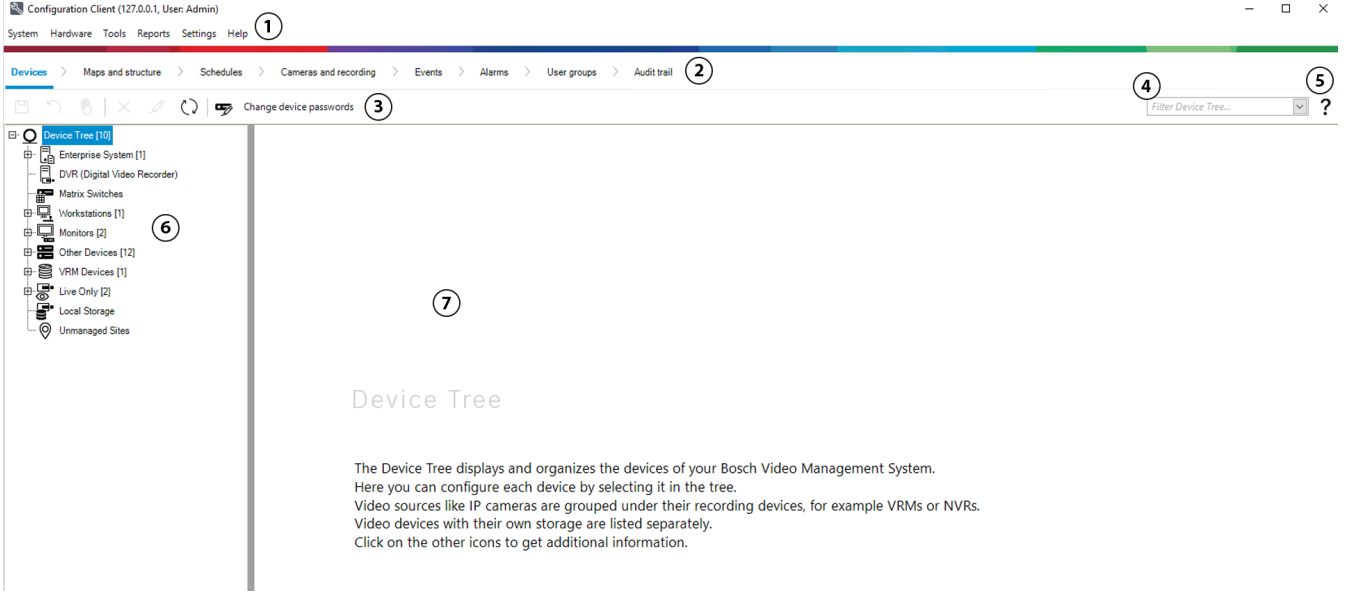 Configuration Client (127.0.0.1, User: Admin)
System Hardware Tools Reports Settings Help 1
Devices Maps and structure Schedules Cameras and recording Events Alarms User groups Audit trail 2
4 5
Change device passwords 3 Filter Device Tree... ?
Device Tree [10]
Enterprise System [1]
DVR (Digital Video Recorder)
Matrix Switches
Workstations [1]
6
Monitors [2]
Other Devices [12]
VRM Devices [1]
Live Only [2]
7
Local Storage
Unmanaged Sites
Device Tree
The Device Tree displays and organizes the devices of your Bosch Video Management System.
Here you can configure each device by selecting it in the tree.
Video sources like IP cameras are grouped under their recording devices, for example VRMs or NVRs.
Video devices with their own storage are listed separately.
Click on the other icons to get additional information.